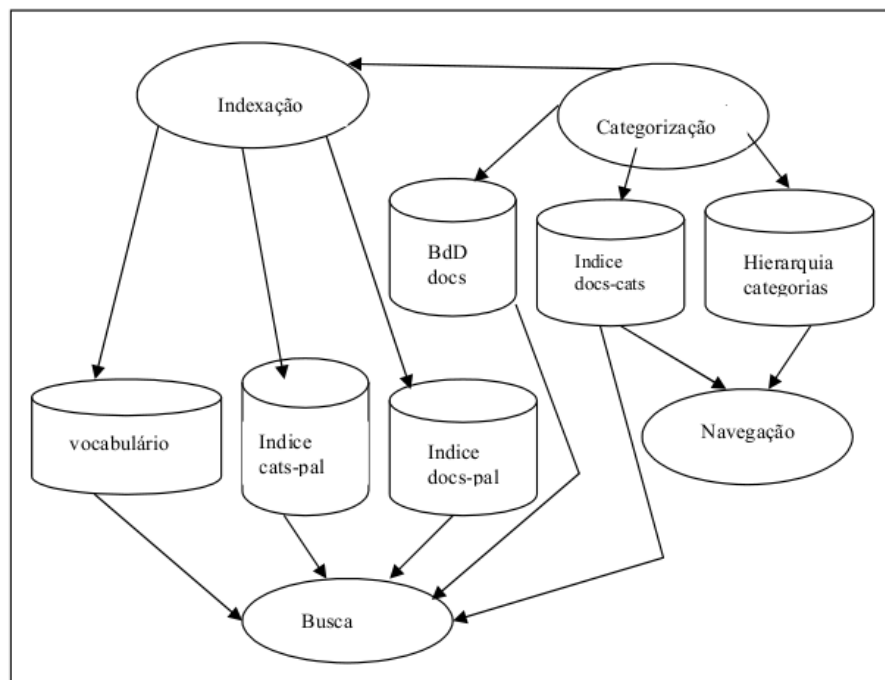 Indexação
Categorização
BdD
docs
Indice
docs-cats
Hierarquia
categorias
vocabulário
Indice
cats-pal
Indice
docs-pal
Navegação
Busca